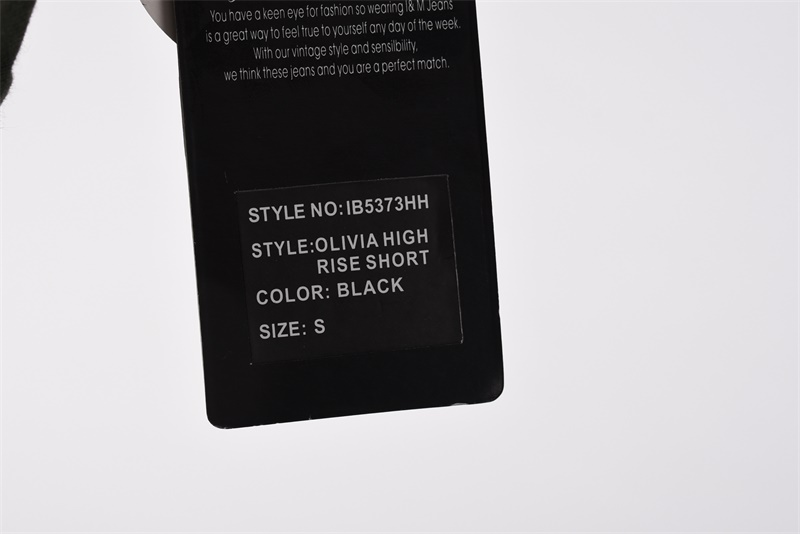 You have a keen eye for fashion so wearing I& M Jeans
is a great way to feel true to yourself any day of the week.
With our vintage style and sensilbility,
we think these jeans and you are a perfect match.
STYLE NO: IB5373HH
STYLE: OLIVIA HIGH
RISE SHORT
COLOR: BLACK
SIZE: S